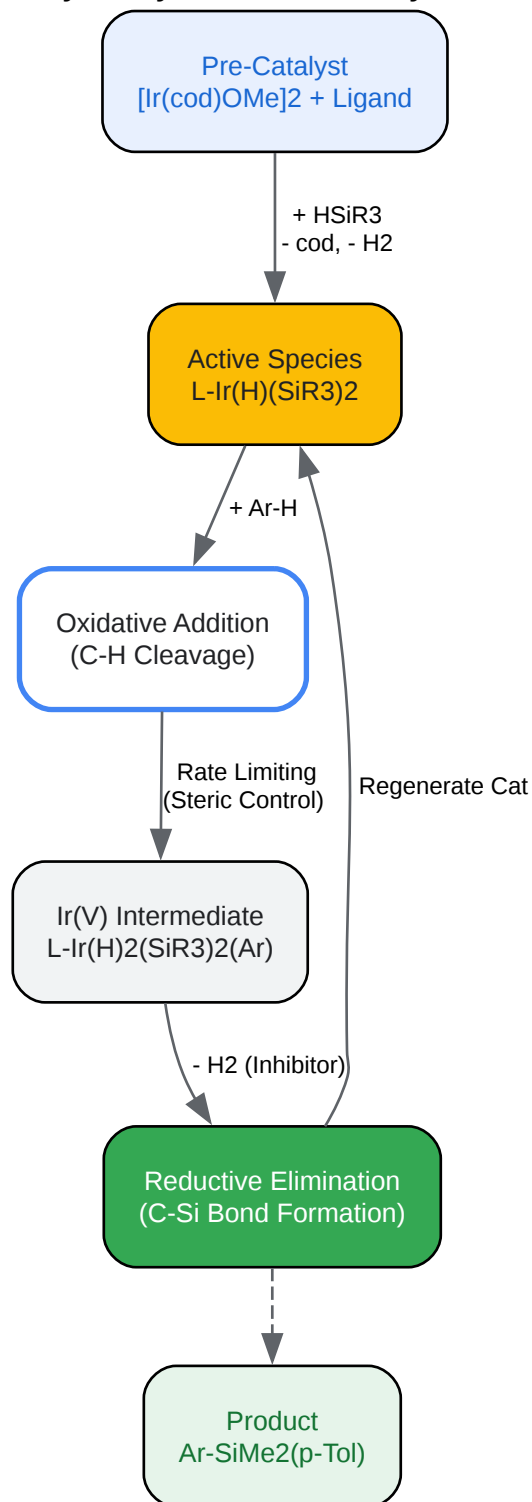 Pre-Catalyst
[Ir(cod)OMe]2 + Ligand
+ HSiR3
- cod, - H2
Active Species
L-Ir(H)(SiR3)2
+ Ar-H
Oxidative Addition
(C-H Cleavage)
Rate Limiting
(Steric Control)
Regenerate Cat
Ir(V) Intermediate
L-Ir(H)2(SiR3)2(Ar)
- H2 (Inhibitor)
Reductive Elimination
(C-Si Bond Formation)
Product
Ar-SiMe2(p-Tol)